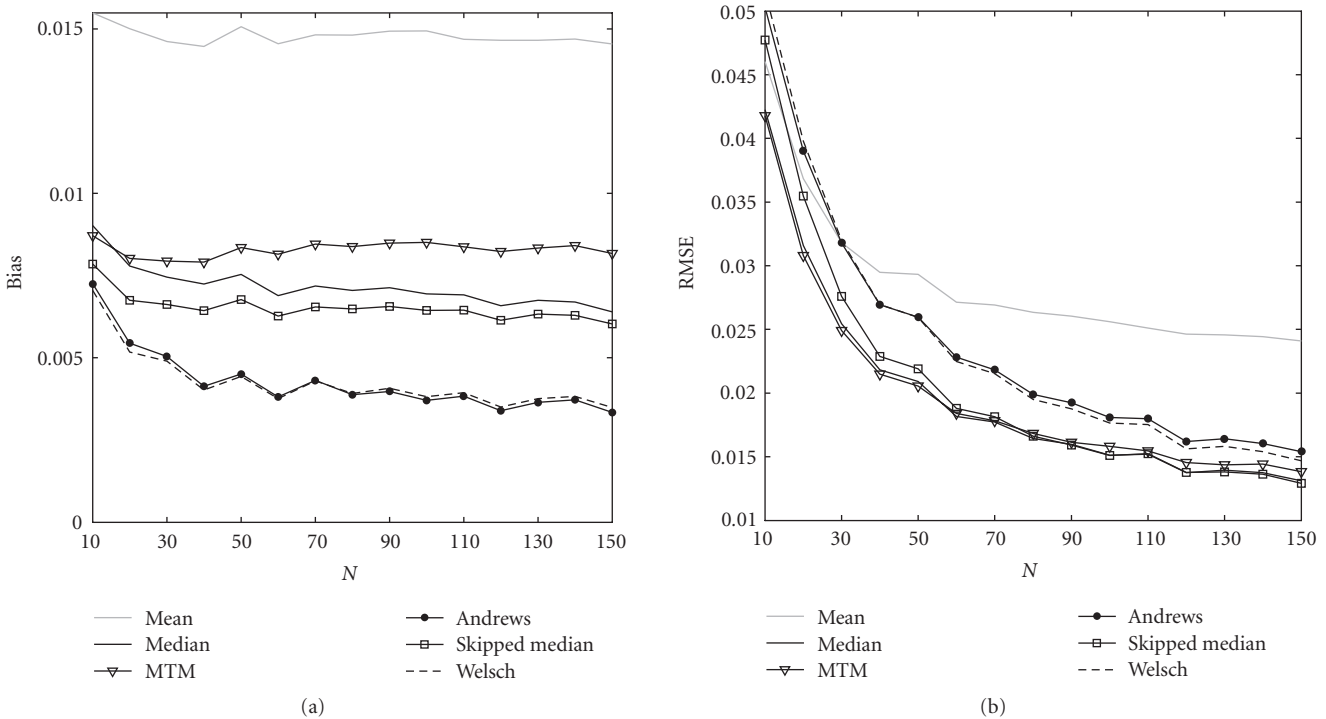 0.015
0.01
0.005
0
Bias
10 30 50 70 90 110 130 150
N
Mean
Median
MTM
Andrews
Skipped median
Welsch
(a)
0.05
0.045
0.04
0.035
0.03
0.025
0.02
0.015
0.01
RMSE
10 30 50 70 90 110 130 150
N
Mean
Median
MTM
Andrews
Skipped median
Welsch
(b)